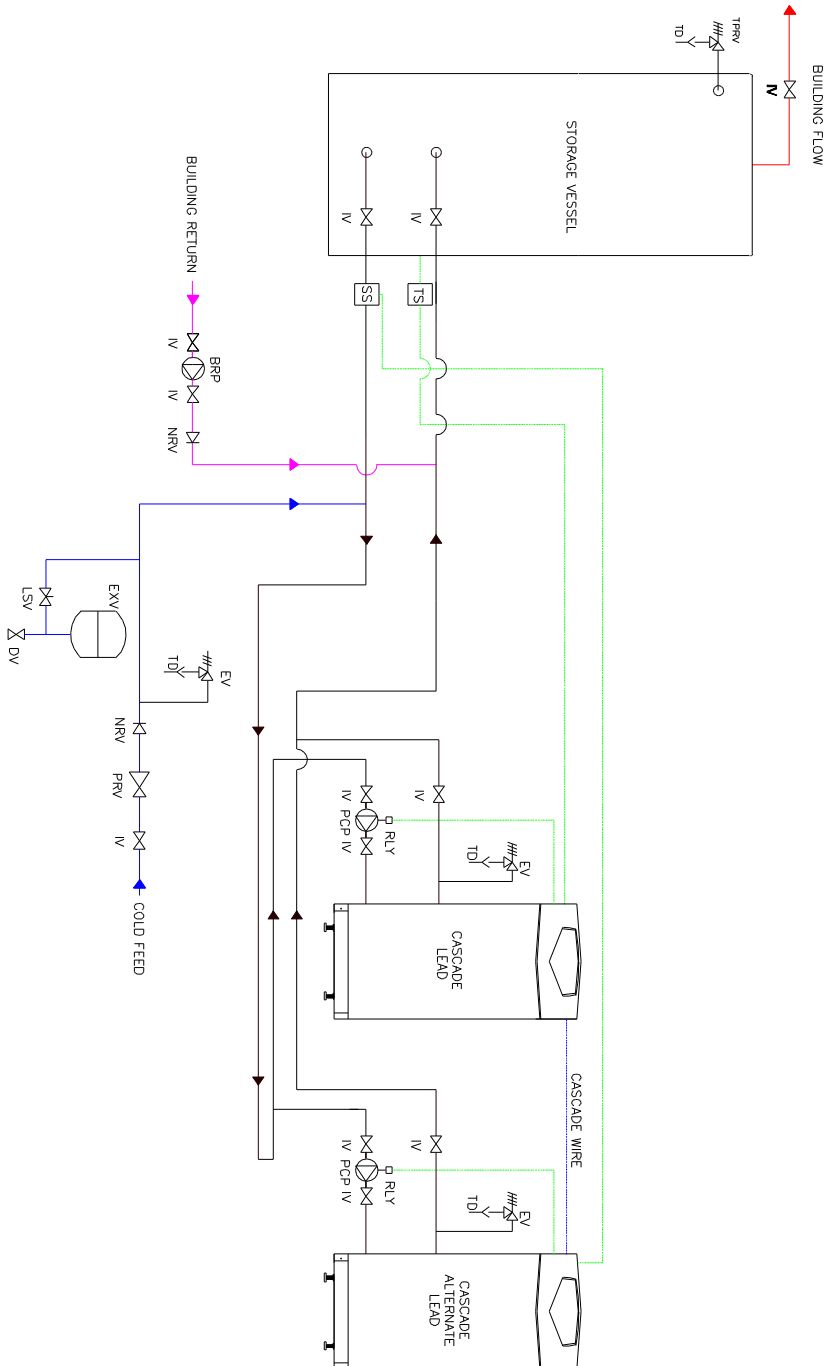 BUILDING FLOW
IV
TPRV
TD
STORAGE VESSEL
CASCADE WIRE
EV
EV
TD
TD
CASCADE
LEAD
CASCADE
ALTERNATE
LEAD
TS
IV
IV
IV
RLY
RLY
SS
IV
IV PCP IV
IV PCP IV
BUILDING RETURN
BRP
IV
IV
NRV
EV
TD
EXV
NRV
PRV
IV
COLD FEED
LSV
DV